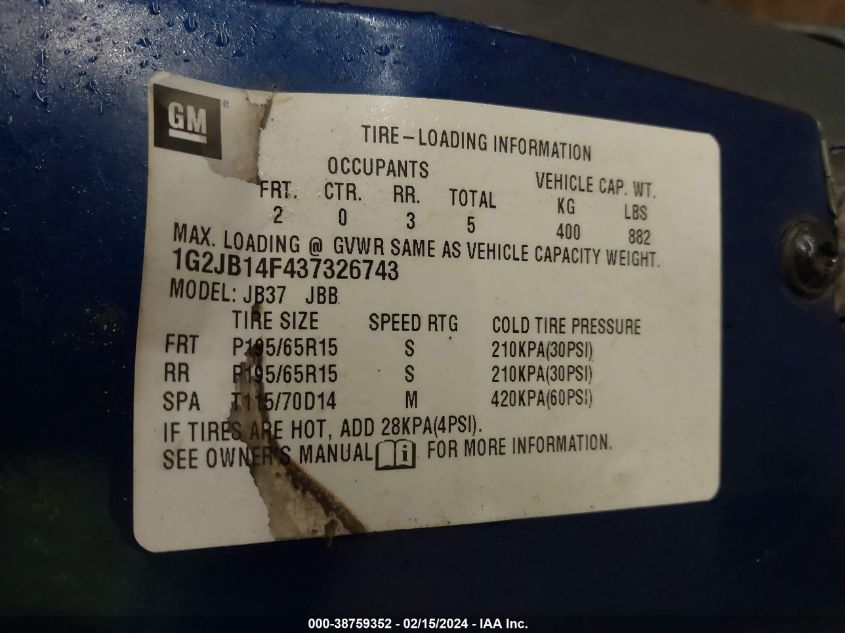 GM ®
TIRE-LOADING INFORMATION
OCCUPANTS VEHICLE CAP. WT.
FRT. CTR. RR. TOTAL KG LBS
2 0 3 5 400 882
MAX. LOADING @ GVWR SAME AS VEHICLE CAPACITY WEIGHT.
1G2JB14F437326743
MODEL: JB37 JBB
TIRE SIZE SPEED RTG COLD TIRE PRESSURE
FRT P195/65R15 S 210KPA(30PSI)
RR P195/65R15 S 210KPA(30PSI)
SPA T115/70D14 M 420KPA(60PSI)
IF TIRES ARE HOT, ADD 28KPA(4PSI).
SEE OWNER'S MANUAL i FOR MORE INFORMATION.
000-38759352 - 02/15/2024 - IAA Inc.